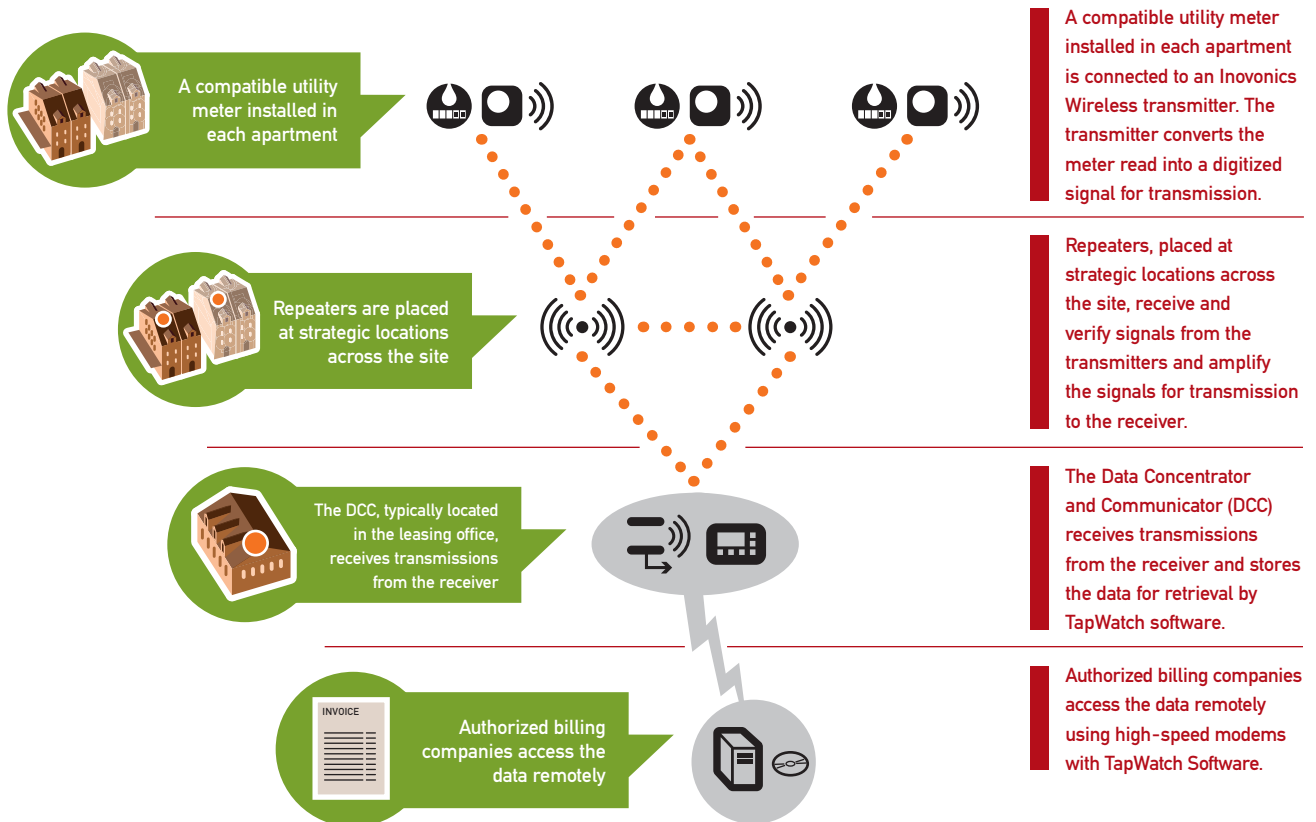 A compatible utility
meter installed in
each apartment
A compatible utility meter
installed in each apartment
is connected to an Inovonics
Wireless transmitter. The
transmitter converts the
meter read into a digitized
signal for transmission.
Repeaters are placed
at strategic locations
across the site
Repeaters, placed at
strategic locations across
the site, receive and
verify signals from the
transmitters and amplify
the signals for transmission
to the receiver.
The DCC, typically located
in the leasing office,
receives transmissions
from the receiver
The Data Concentrator
and Communicator (DCC)
receives transmissions
from the receiver and stores
the data for retrieval by
TapWatch software.
INVOICE
Authorized billing
companies access the
data remotely
Authorized billing companies
access the data remotely
using high-speed modems
with TapWatch Software.